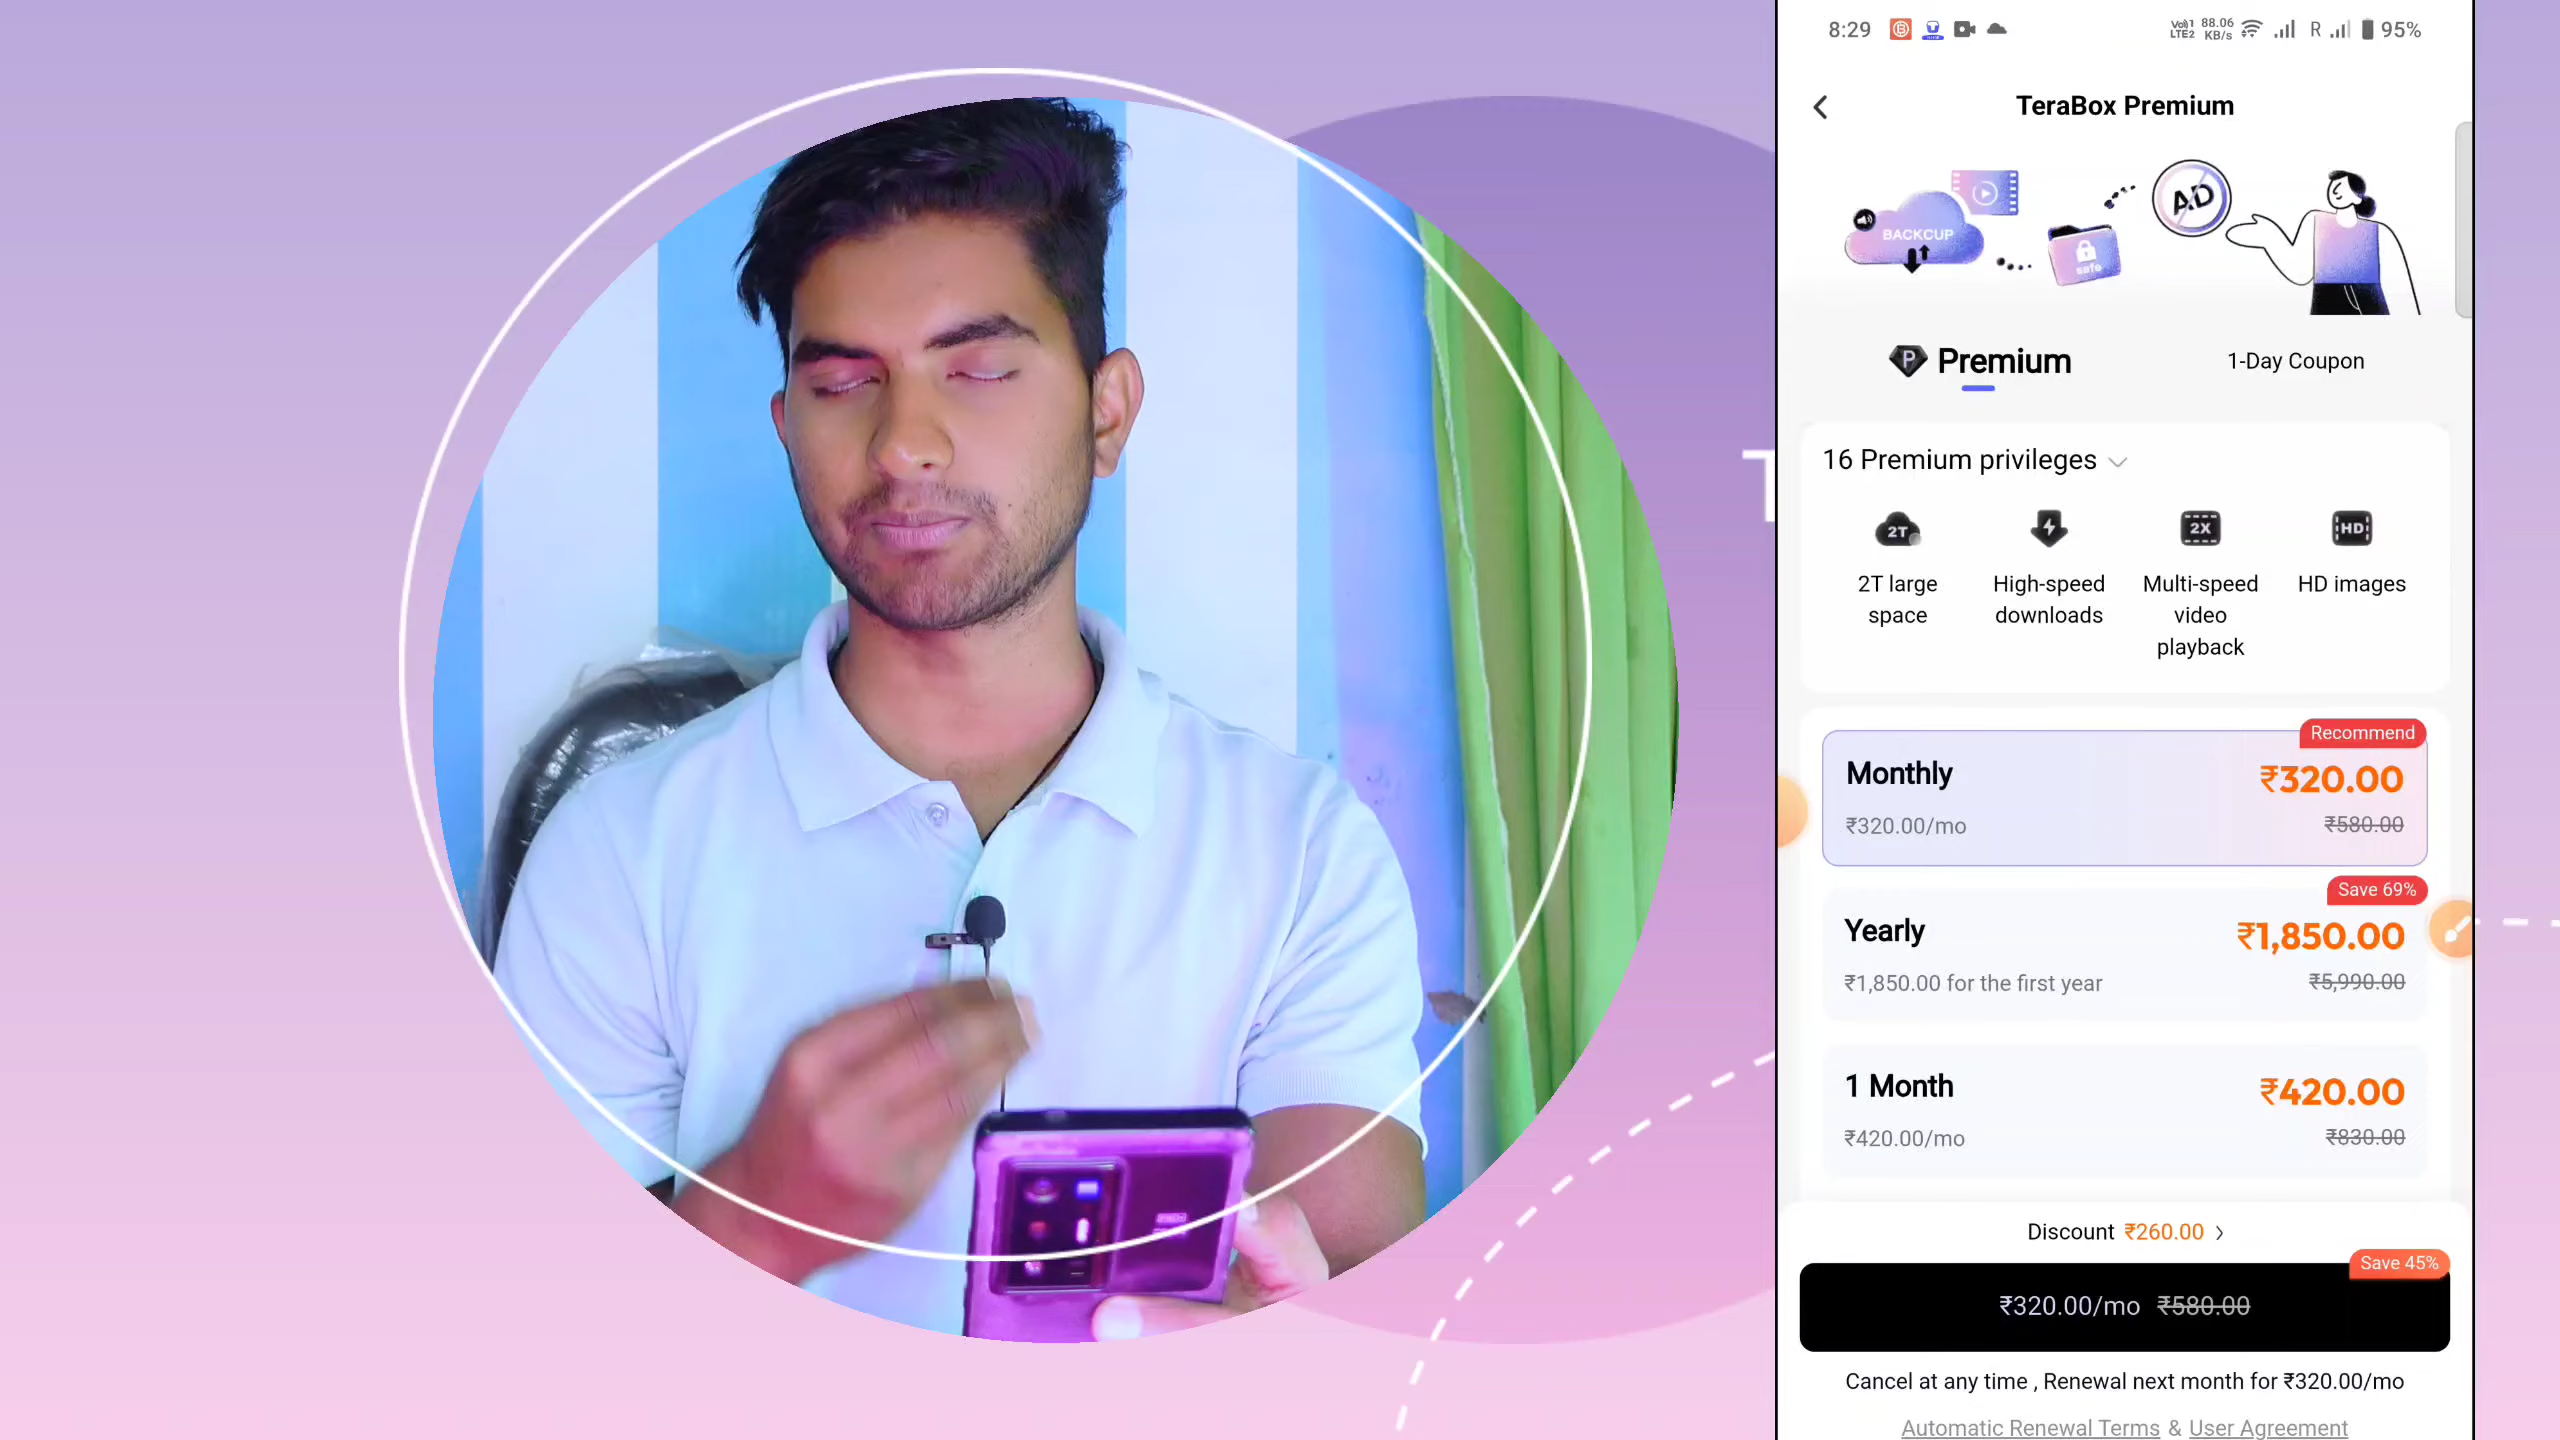 8:29
Vo))1 LTE2 88.06 KB/s R 95%
TeraBox Premium
BACKCUP
safe
AD
P Premium
1-Day Coupon
16 Premium privileges
2T
2X
HD
2T large space
High-speed downloads
Multi-speed video playback
HD images
Recommend
Monthly
₹320.00
₹320.00/mo
₹580.00
Save 69%
Yearly
₹1,850.00
₹1,850.00 for the first year
₹5,990.00
1 Month
₹420.00
₹420.00/mo
₹830.00
Discount ₹260.00 >
Save 45%
₹320.00/mo ₹580.00
Cancel at any time , Renewal next month for ₹320.00/mo
Automatic Renewal Terms & User Agreement